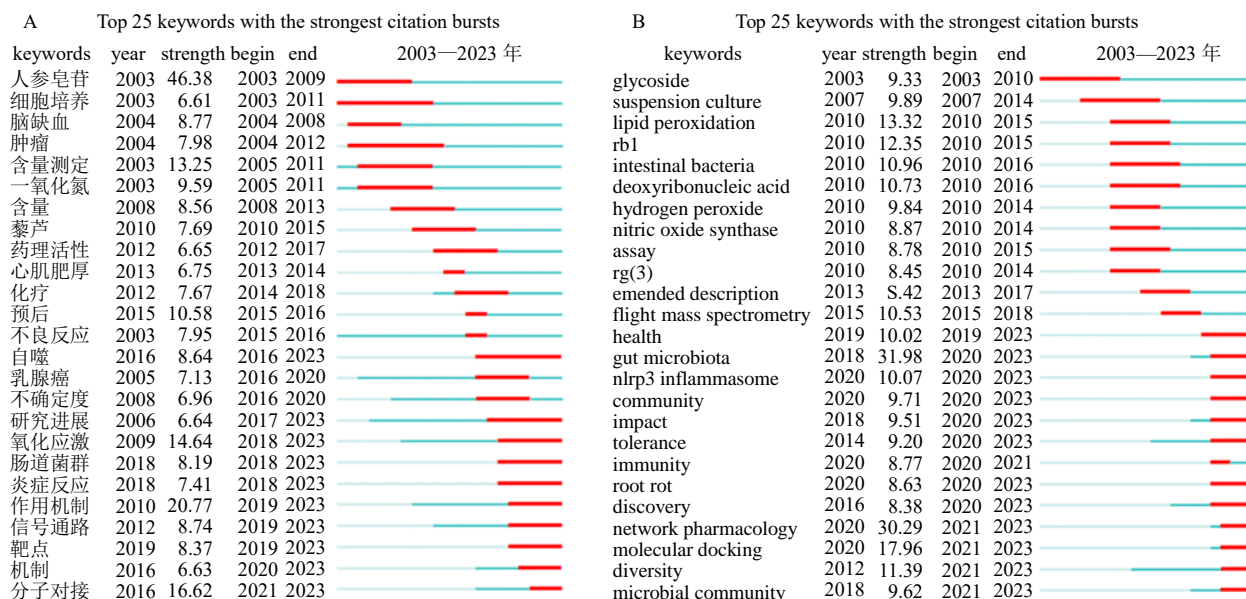 A Top 25 keywords with the strongest citation bursts
keywords year strength begin end 2003—2023 年
人参皂苷 2003 46.38 2003 2009
细胞培养 2003 6.61 2003 2011
脑缺血 2004 8.77 2004 2008
肿瘤 2004 7.98 2004 2012
含量测定 2003 13.25 2005 2011
一氧化氮 2003 9.59 2005 2011
含量 2008 8.56 2008 2013
藜芦 2010 7.69 2010 2015
药理活性 2012 6.65 2012 2017
心肌肥厚 2013 6.75 2013 2014
化疗 2012 7.67 2014 2018
预后 2015 10.58 2015 2016
不良反应 2003 7.95 2015 2016
自噬 2016 8.64 2016 2023
乳腺癌 2005 7.13 2016 2020
不确定度 2008 6.96 2016 2020
研究进展 2006 6.64 2017 2023
氧化应激 2009 14.64 2018 2023
肠道菌群 2018 8.19 2018 2023
炎症反应 2018 7.41 2018 2023
作用机制 2010 20.77 2019 2023
信号通路 2012 8.74 2019 2023
靶点 2019 8.37 2019 2023
机制 2016 6.63 2020 2023
分子对接 2016 16.62 2021 2023
B Top 25 keywords with the strongest citation bursts
keywords year strength begin end 2003—2023 年
glycoside 2003 9.33 2003 2010
suspension culture 2007 9.89 2007 2014
lipid peroxidation 2010 13.32 2010 2015
rb1 2010 12.35 2010 2015
intestinal bacteria 2010 10.96 2010 2016
deoxyribonucleic acid 2010 10.73 2010 2016
hydrogen peroxide 2010 9.84 2010 2014
nitric oxide synthase 2010 8.87 2010 2014
assay 2010 8.78 2010 2015
rg(3) 2010 8.45 2010 2014
emended description 2013 S.42 2013 2017
flight mass spectrometry 2015 10.53 2015 2018
health 2019 10.02 2019 2023
gut microbiota 2018 31.98 2020 2023
nlrp3 inflammasome 2020 10.07 2020 2023
community 2020 9.71 2020 2023
impact 2018 9.51 2020 2023
tolerance 2014 9.20 2020 2023
immunity 2020 8.77 2020 2021
root rot 2020 8.63 2020 2023
discovery 2016 8.38 2020 2023
network pharmacology 2020 30.29 2021 2023
molecular docking 2020 17.96 2021 2023
diversity 2012 11.39 2021 2023
microbial community 2018 9.62 2021 2023